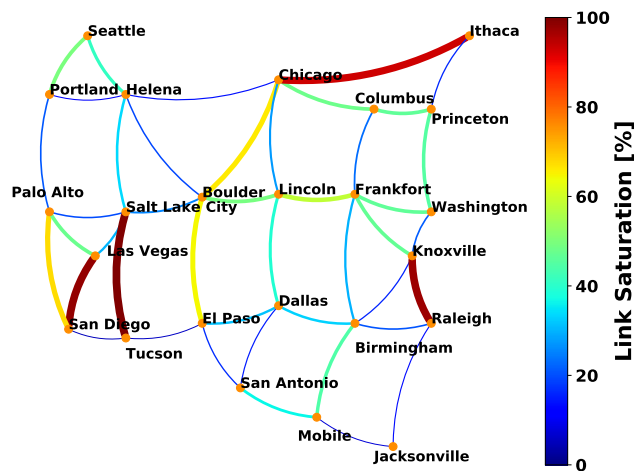 Seattle
Ithaca
100
Chicago
Portland
Helena
Columbus
Princeton
80
Palo Alto
Boulder
Lincoln
Frankfort
Salt Lake City
Washington
60
Las Vegas
Knoxville
Link Saturation [%]
40
Dallas
San Diego
El Paso
Raleigh
Tucson
Birmingham
20
San Antonio
Mobile
Jacksonville
0